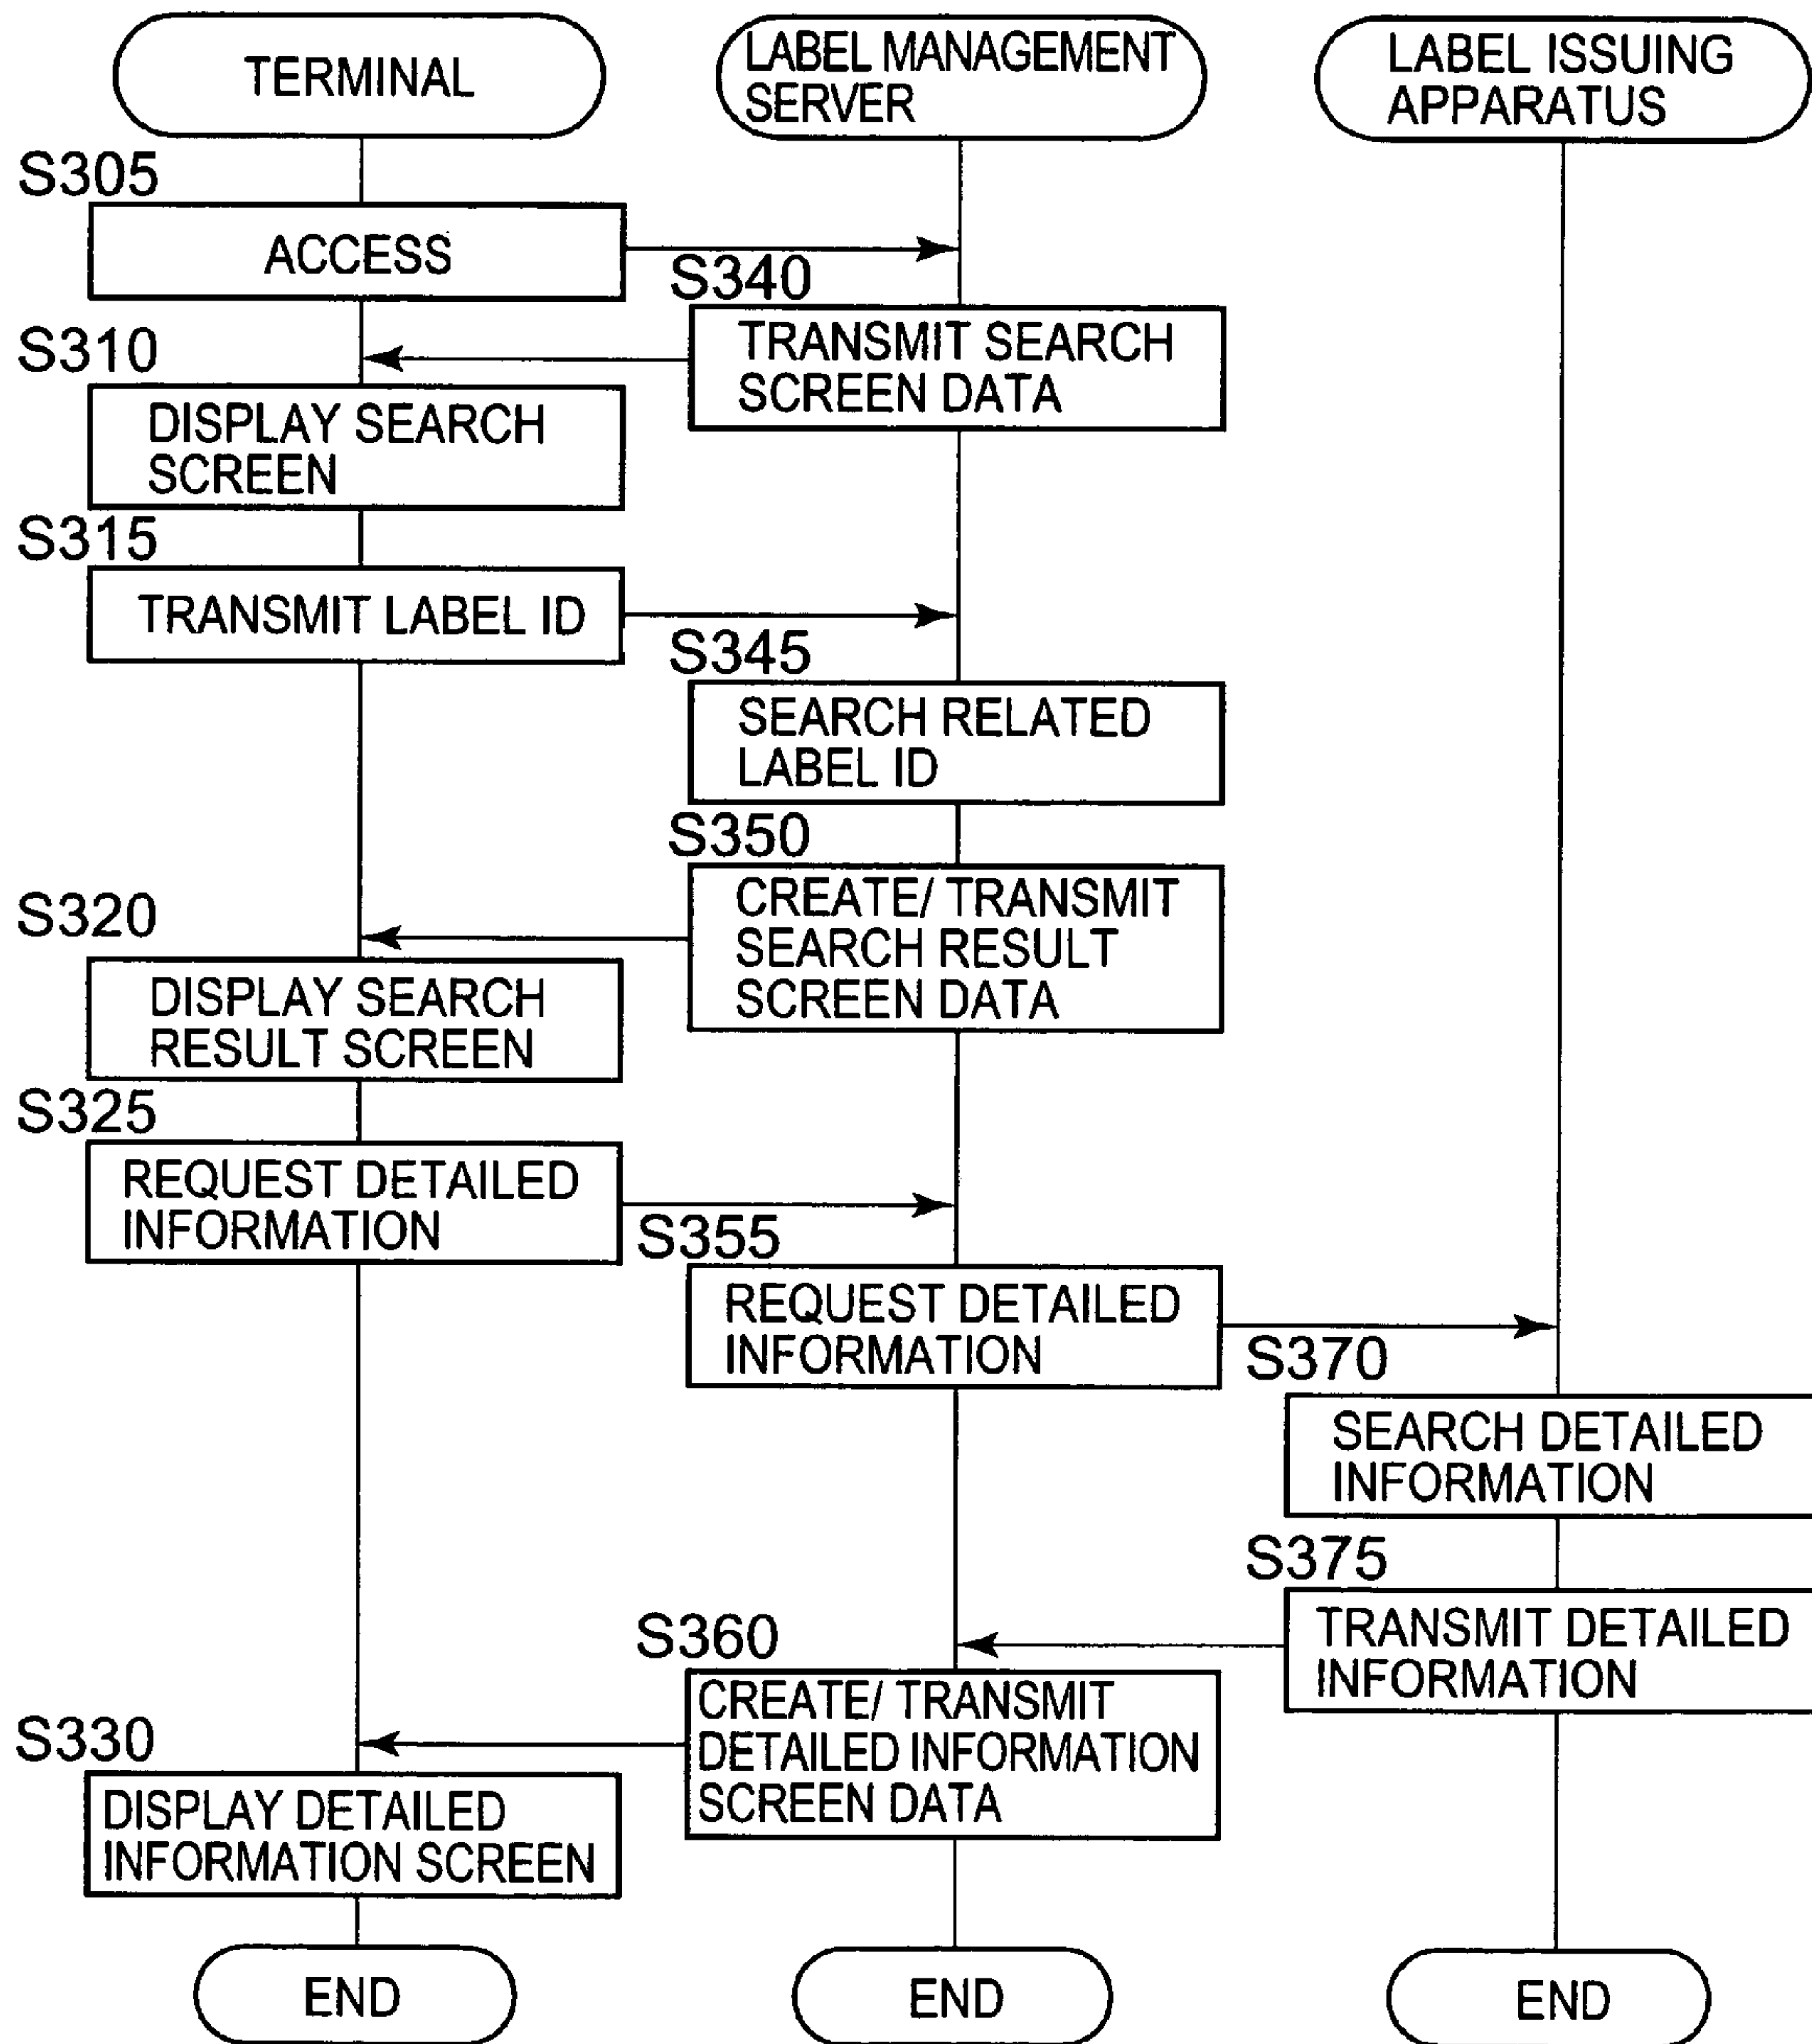 TERMINAL
LABEL MANAGEMENT
SERVER
LABEL ISSUING
APPARATUS
S305
ACCESS
S340
TRANSMIT SEARCH
SCREEN DATA
S310
DISPLAY SEARCH
SCREEN
S315
TRANSMIT LABEL ID
S345
SEARCH RELATED
LABEL ID
S350
CREATE/ TRANSMIT
SEARCH RESULT
SCREEN DATA
S320
DISPLAY SEARCH
RESULT SCREEN
S325
REQUEST DETAILED
INFORMATION
S355
REQUEST DETAILED
INFORMATION
S370
SEARCH DETAILED
INFORMATION
S375
TRANSMIT DETAILED
INFORMATION
S360
CREATE/ TRANSMIT
DETAILED INFORMATION
SCREEN DATA
S330
DISPLAY DETAILED
INFORMATION SCREEN
END
END
END